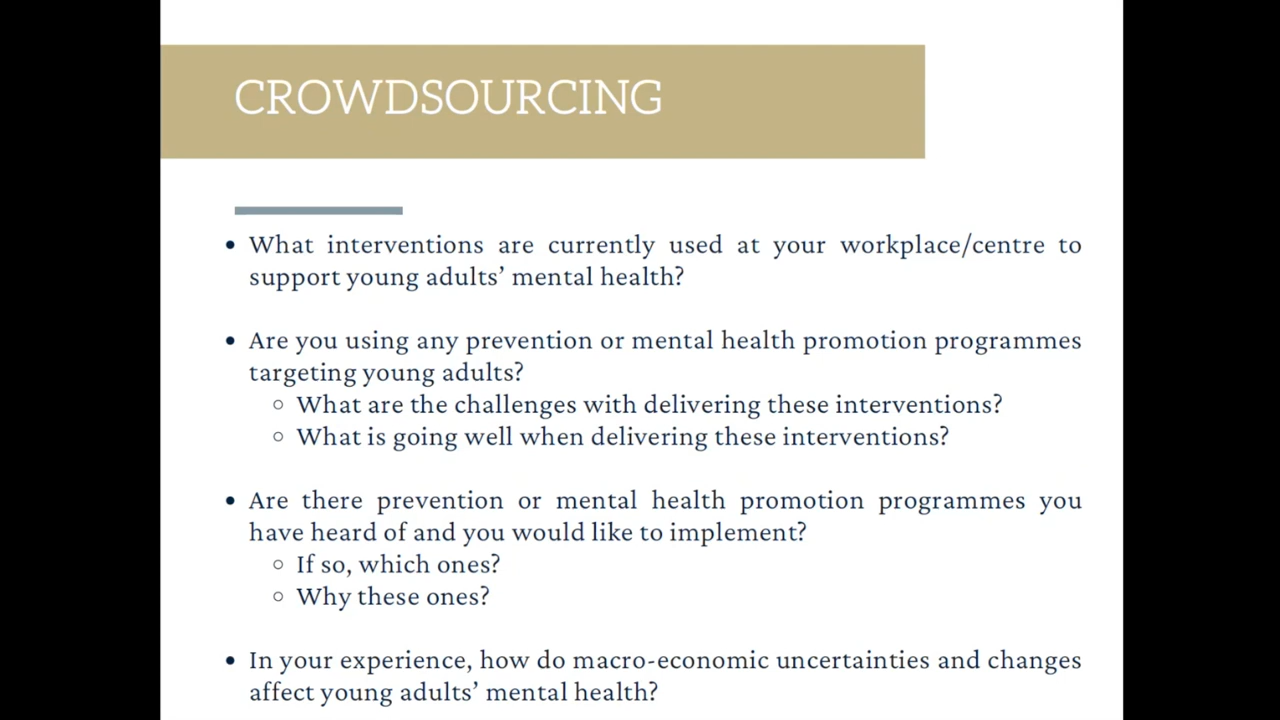 CROWDSOURCING
• What interventions are currently used at your workplace/centre to
support young adults’ mental health?
• Are you using any prevention or mental health promotion programmes
targeting young adults?
○ What are the challenges with delivering these interventions?
○ What is going well when delivering these interventions?
• Are there prevention or mental health promotion programmes you
have heard of and you would like to implement?
○ If so, which ones?
○ Why these ones?
• In your experience, how do macro-economic uncertainties and changes
affect young adults’ mental health?